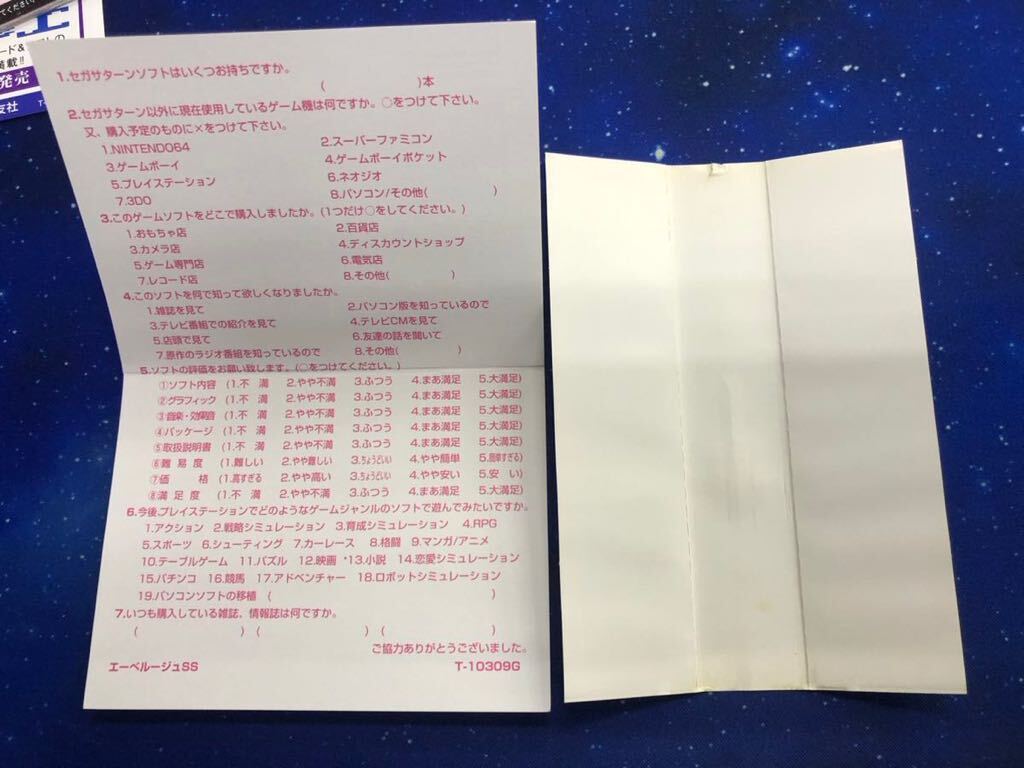 てください。
ード&
満載!!
発売
友社
1.セガサターンソフトはいくつお持ちですか。
( )本
2.セガサターン以外に現在使用しているゲーム機は何ですか。○をつけて下さい。
又、購入予定のものに×をつけて下さい。
1.NINTENDO64 2.スーパーファミコン
3.ゲームボーイ 4.ゲームボーイポケット
5.プレイステーション 6.ネオジオ
7.3DO 8.パソコン/その他( )
3.このゲームソフトをどこで購入しましたか。(1つだけ○をしてください。)
1.おもちゃ店 2.百貨店
3.カメラ店 4.ディスカウントショップ
5.ゲーム専門店 6.電気店
7.レコード店 8.その他( )
4.このソフトを何で知って欲しくなりましたか。
1.雑誌を見て 2.パソコン版を知っているので
3.テレビ番組での紹介を見て 4.テレビCMを見て
5.店頭で見て 6.友達の話を聞いて
7.原作のラジオ番組を知っているので 8.その他( )
5.ソフトの評価をお願い致します。(○をつけてください。)
①ソフト内容 (1.不 満 2.やや不満 3.ふつう 4.まあ満足 5.大満足)
②グラフィック (1.不 満 2.やや不満 3.ふつう 4.まあ満足 5.大満足)
③音楽・効果音 (1.不 満 2.やや不満 3.ふつう 4.まあ満足 5.大満足)
④パッケージ (1.不 満 2.やや不満 3.ふつう 4.まあ満足 5.大満足)
⑤取扱説明書 (1.不 満 2.やや不満 3.ふつう 4.まあ満足 5.大満足)
⑥難 易 度 (1.難しい 2.やや難しい 3.ちょうどいい 4.やや簡単 5.簡単すぎる)
⑦価 格 (1.高すぎる 2.やや高い 3.ちょうどいい 4.やや安い 5.安 い)
⑧満 足 度 (1.不 満 2.やや不満 3.ふつう 4.まあ満足 5.大満足)
6.今後、プレイステーションでどのようなゲームジャンルのソフトで遊んでみたいですか。
1.アクション 2.戦略シミュレーション 3.育成シミュレーション 4.RPG
5.スポーツ 6.シューティング 7.カーレース 8.格闘 9.マンガ/アニメ
10.テーブルゲーム 11.パズル 12.映画 13.小説 14.恋愛シミュレーション
15.パチンコ 16.競馬 17.アドベンチャー 18.ロボットシミュレーション
19.パソコンソフトの移植 ( )
7.いつも購入している雑誌、情報誌は何ですか。
( ) ( ) ( )
ご協力ありがとうございました。
エーベルージュSS T-10309G